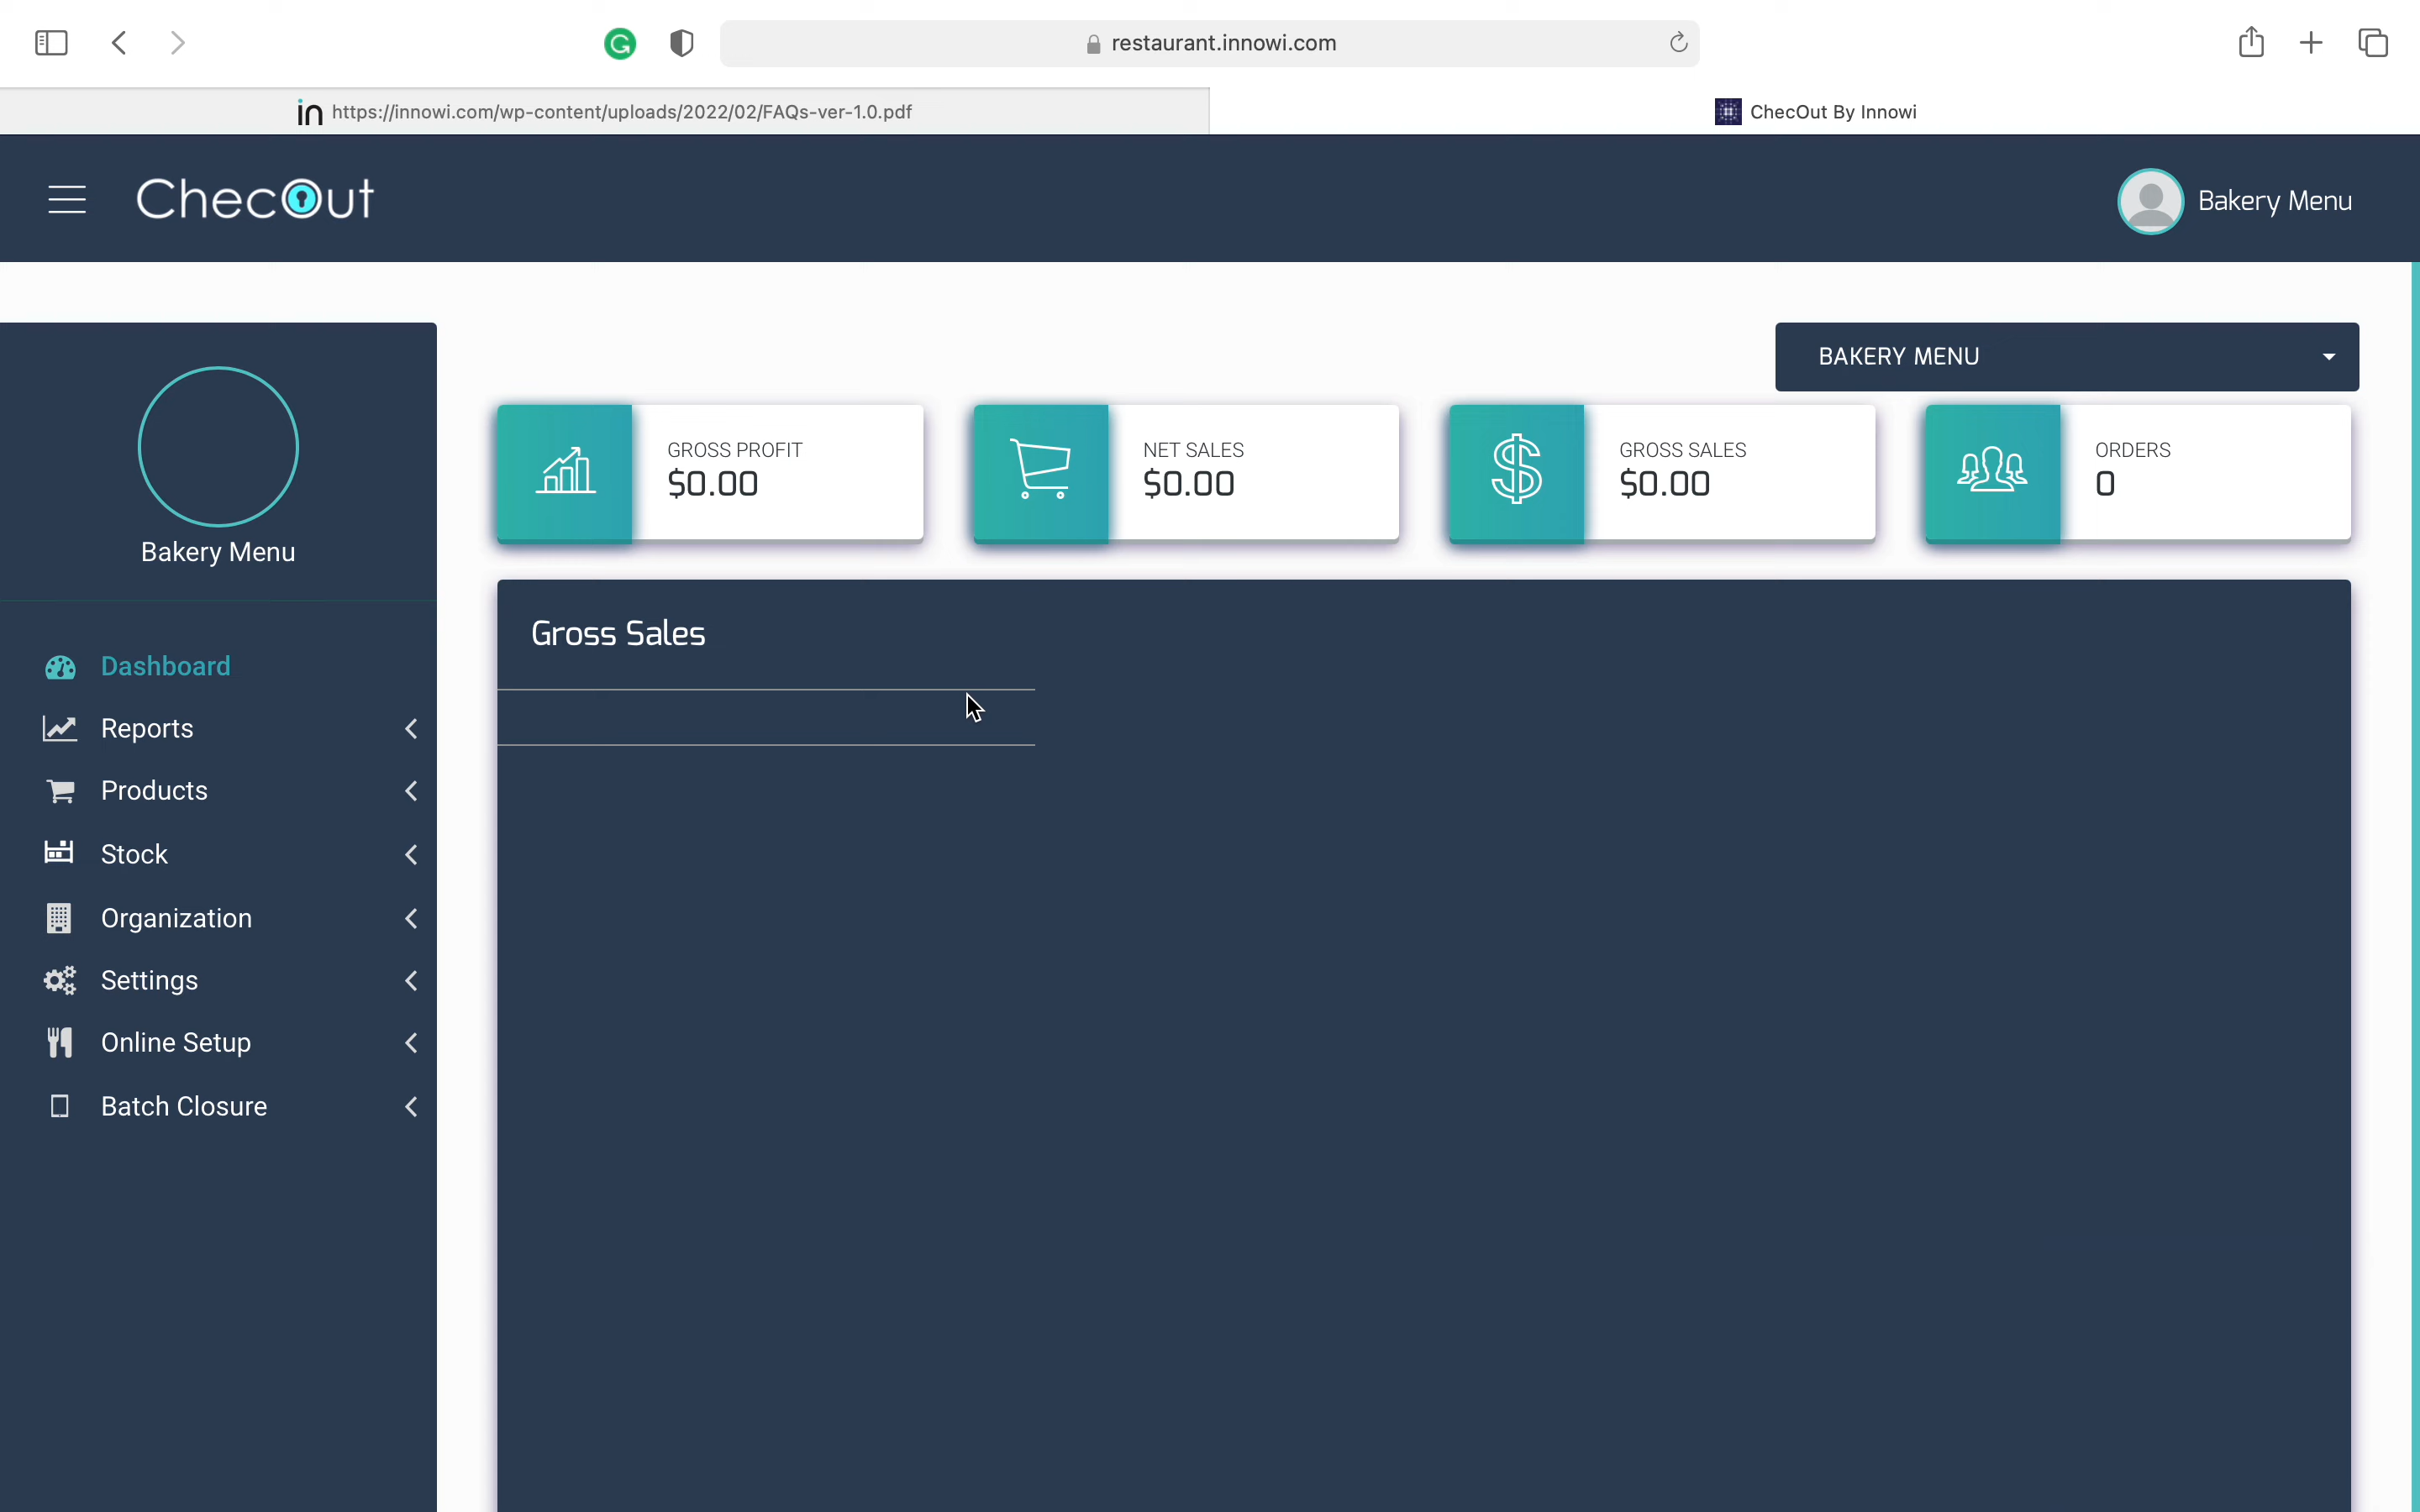 restaurant.innowi.com
in https://innowi.com/wp-content/uploads/2022/02/FAQs-ver-1.0.pdf
ChecOut By Innowi
ChecOut
Bakery Menu
BAKERY MENU
Bakery Menu
GROSS PROFIT
$0.00
NET SALES
$0.00
GROSS SALES
$0.00
ORDERS
0
Gross Sales
Dashboard
Reports
Products
Stock
Organization
Settings
Online Setup
Batch Closure